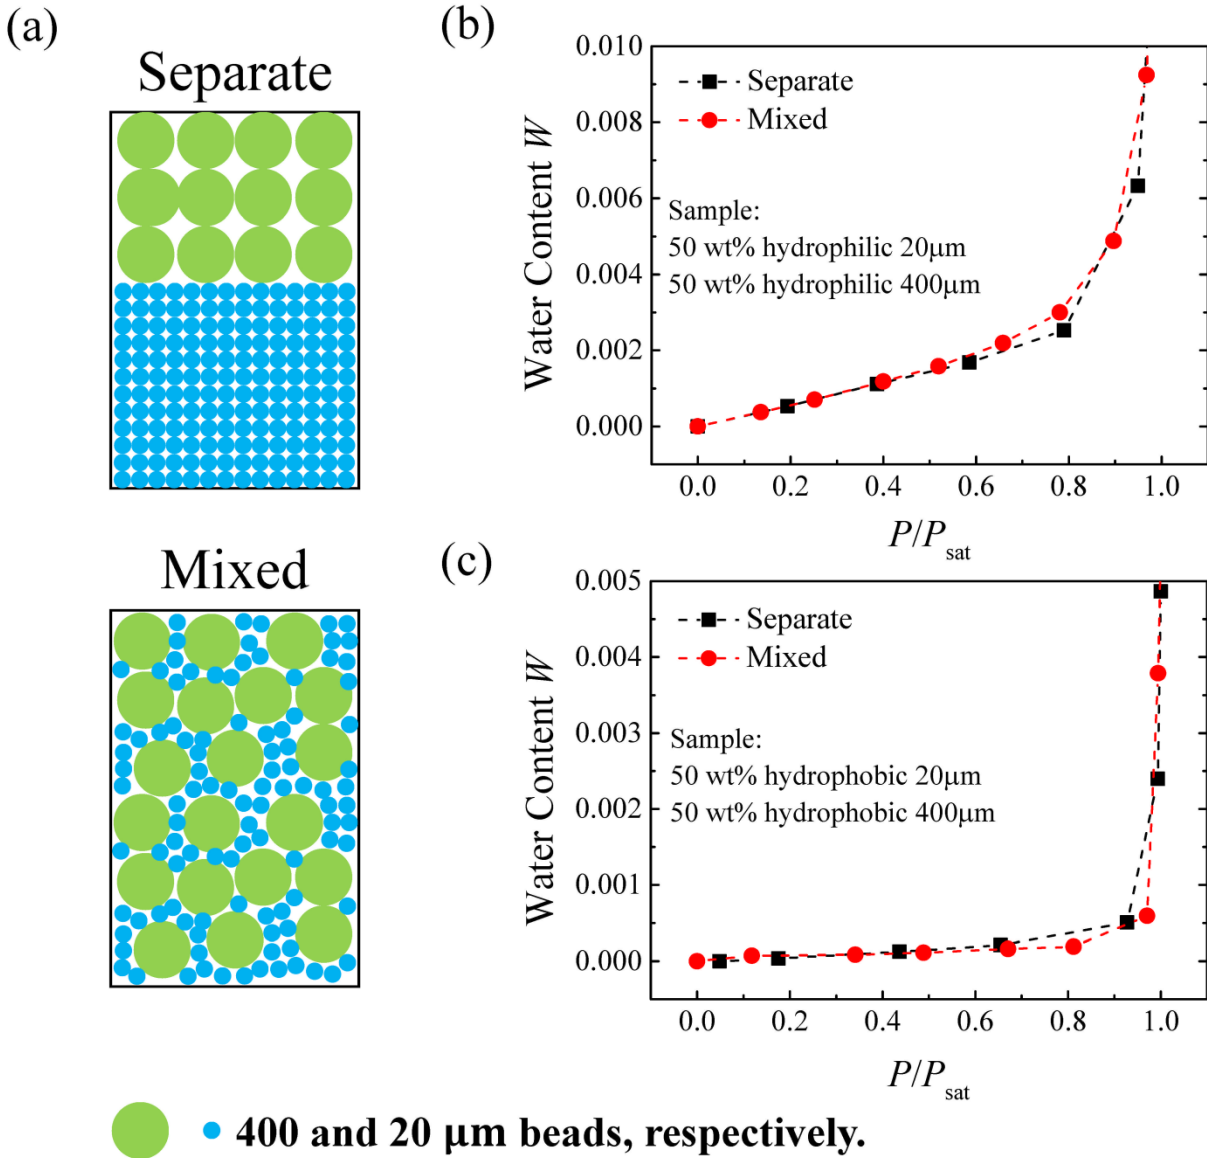 (a)
Separate
Mixed
(b)
Water Content W
0.010
0.008
0.006
0.004
0.002
0.000
Separate
Mixed
Sample:
50 wt% hydrophilic 20μm
50 wt% hydrophilic 400μm
0.0 0.2 0.4 0.6 0.8 1.0
P/Psat
(c)
Water Content W
0.005
0.004
0.003
0.002
0.001
0.000
Separate
Mixed
Sample:
50 wt% hydrophobic 20μm
50 wt% hydrophobic 400μm
0.0 0.2 0.4 0.6 0.8 1.0
P/Psat
400 and 20 μm beads, respectively.